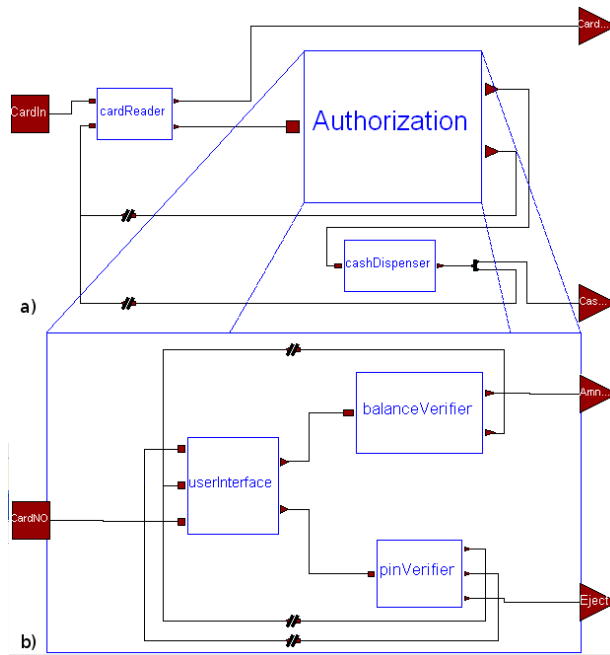 Card...
CardIn
cardReader
Authorization
cashDispenser
a)
Cas...
balanceVerifier
Amn...
userInterface
CardNO
pinVerifier
Eject
b)